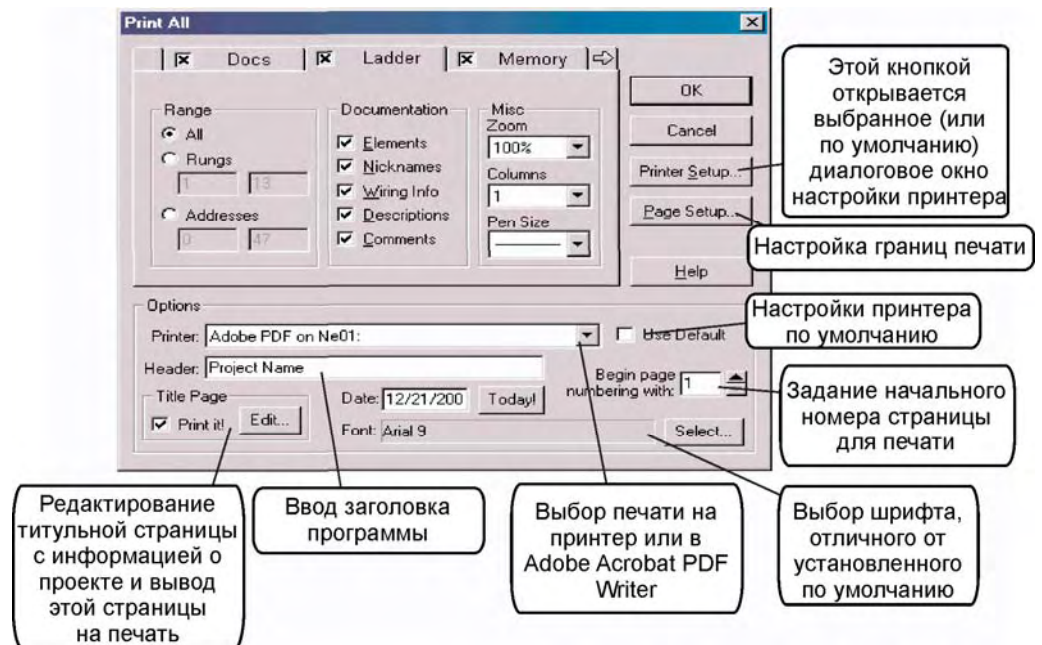 Print All
Docs
Ladder
Memory
Range
All
Rungs
1 13
Addresses
0 47
Documentation
Elements
Nicknames
Wiring Info
Descriptions
Comments
Misc
Zoom
100%
Columns
1
Pen Size
OK
Cancel
Printer Setup...
Page Setup...
Help
Options
Printer: Adobe PDF on Ne01:
Use Default
Header: Project Name
Title Page
Print it!
Edit...
Date: 12/21/200
Today!
Begin page
numbering with: 1
Font: Arial 9
Select...
Этой кнопкой
открывается
выбранное (или
по умолчанию)
диалоговое окно
настройки принтера
Настройка границ печати
Настройки принтера
по умолчанию
Задание начального
номера страницы
для печати
Редактирование
титульной страницы
с информацией о
проекте и вывод
этой страницы
на печать
Ввод заголовка
программы
Выбор печати на
принтер или в
Adobe Acrobat PDF
Writer
Выбор шрифта,
отличного от
установленного
по умолчанию